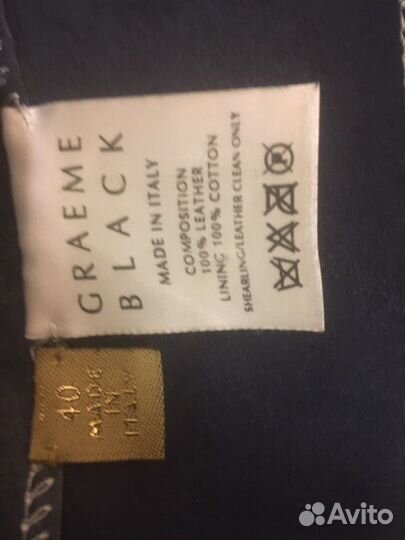 GRAEME
BLACK
MADE IN ITALY
COMPOSITION
100% LEATHER
LINING 100% COTTON
SHEARLING/LEATHER CLEAN ONLY
40
MADE
IN
ITALY
Avito